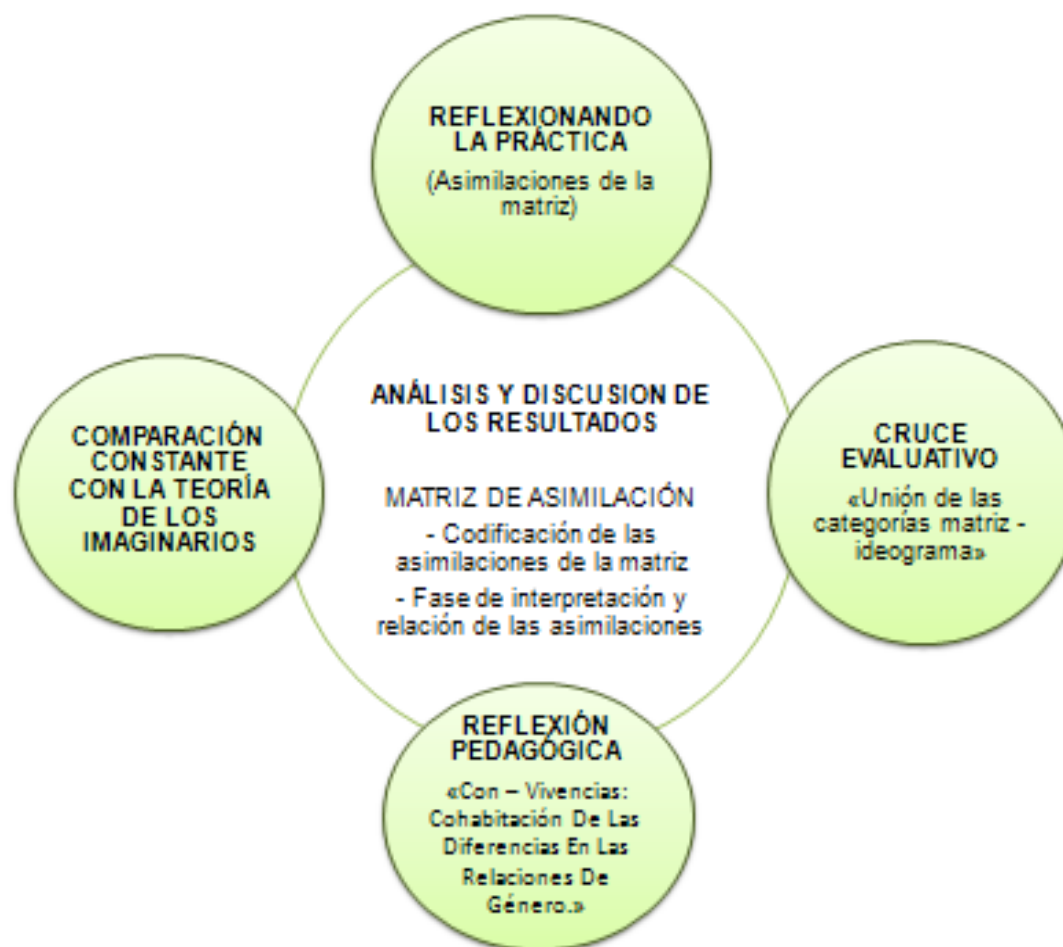 REFLEXIONANDO
LA PRÁCTICA
(Asimilaciones de la
matriz)
ANÁLISIS Y DISCUSION DE
LOS RESULTADOS
MATRIZ DE ASIMILACIÓN
- Codificación de las
asimilaciones de la matriz
- Fase de interpretación y
relación de las asimilaciones
CRUCE
EVALUATIVO
«Unión de las
categorías matriz -
ideograma»
REFLEXIÓN
PEDAGÓGICA
«Con – Vivencias:
Cohabitación De Las
Diferencias En Las
Relaciones De
Género.»
COMPARACIÓN
CONSTANTE
CON LA TEORÍA
DE LOS
IMAGINARIOS